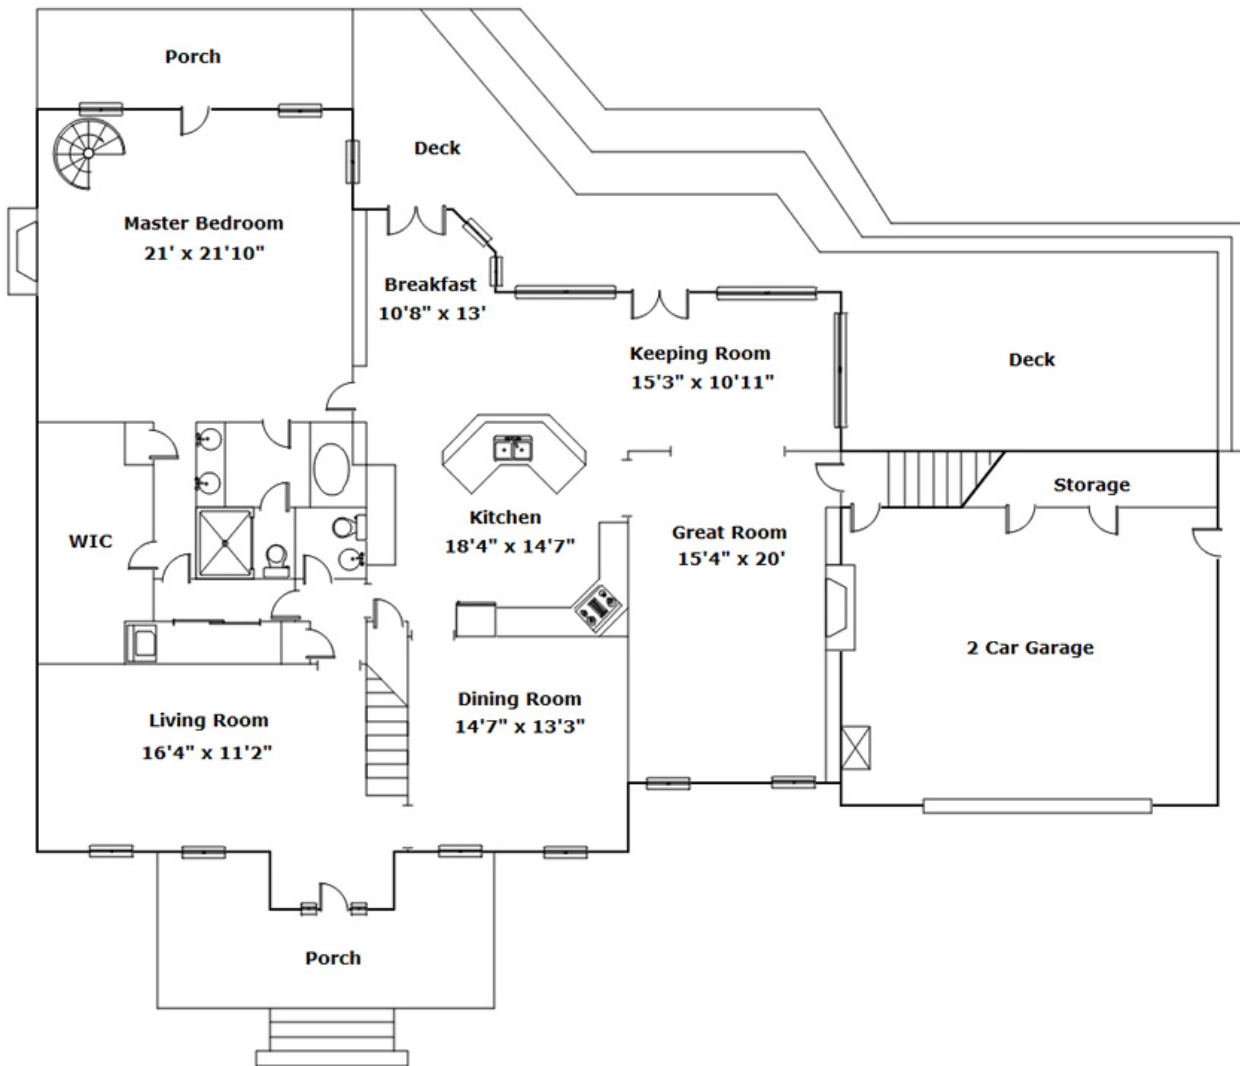 Porch
Deck
Master Bedroom
21' x 21'10"
Breakfast
10'8" x 13'
Keeping Room
15'3" x 10'11"
Deck
Storage
WIC
Kitchen
18'4" x 14'7"
Great Room
15'4" x 20'
2 Car Garage
Living Room
16'4" x 11'2"
Dining Room
14'7" x 13'3"
Porch